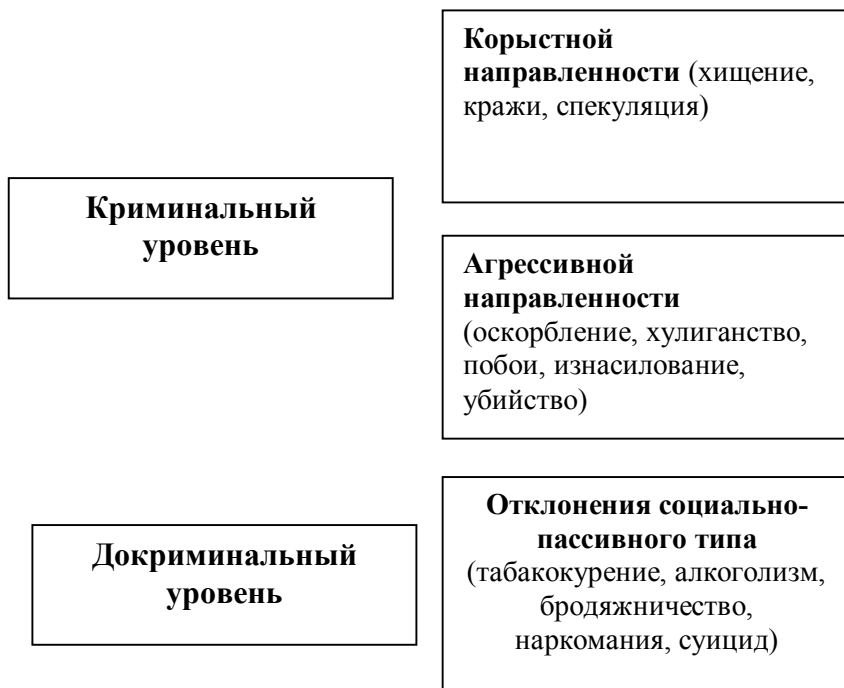 Корыстной
направленности (хищение,
кражи, спекуляция)
Криминальный
уровень
Агрессивной
направленности
(оскорбление, хулиганство,
побои, изнасилование,
убийство)
Докриминальный
уровень
Отклонения социально-
пассивного типа
(табакокурение, алкоголизм,
бродяжничество,
наркомания, суицид)